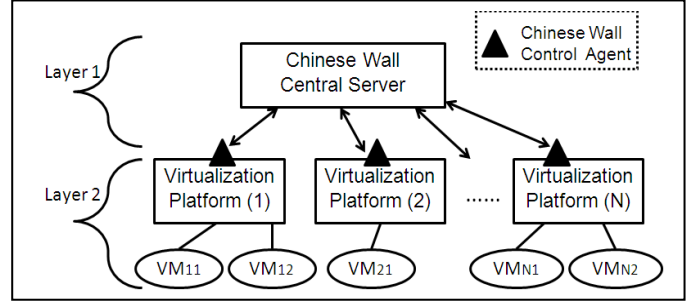 Chinese Wall
Control Agent
Layer 1
Chinese Wall
Central Server
Layer 2
Virtualization
Platform (1)
Virtualization
Platform (2)
......
Virtualization
Platform (N)
VM11
VM12
VM21
VMN1
VMN2